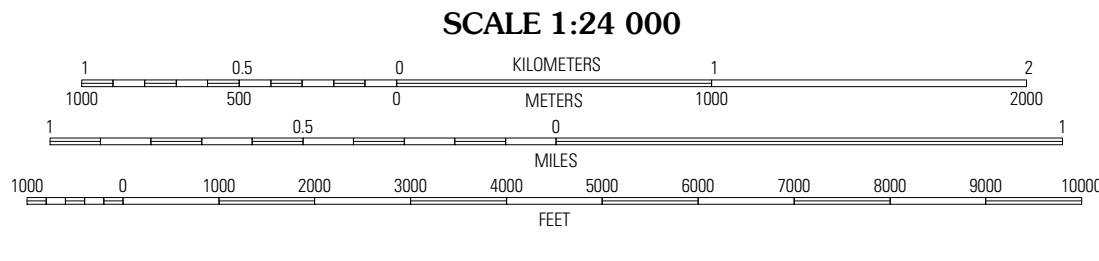 SCALE 1:24 000
1 0.5 0 KILOMETERS 1 2
1000 500 0 METERS 1000 2000
1 0.5 0 1
MILES
1000 0 1000 2000 3000 4000 5000 6000 7000 8000 9000 10000
FEET